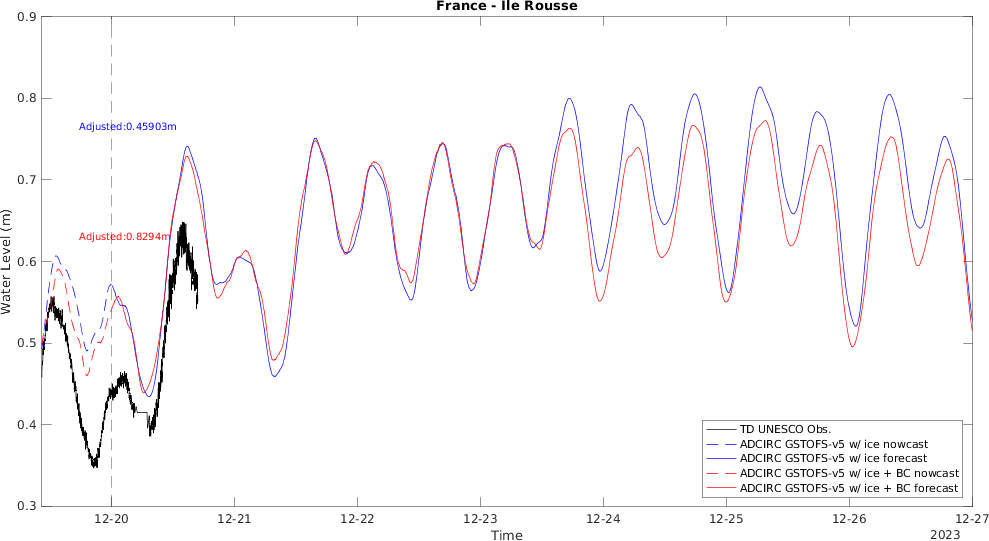 France - Ile Rousse
0.9
0.8
0.7
0.6
0.5
0.4
0.3
Water Level (m)
Adjusted:0.45903m
Adjusted:0.8294m
TD UNESCO Obs.
ADCIRC GSTOFS-v5 w/ ice nowcast
ADCIRC GSTOFS-v5 w/ ice forecast
ADCIRC GSTOFS-v5 w/ ice + BC nowcast
ADCIRC GSTOFS-v5 w/ ice + BC forecast
12-20 12-21 12-22 12-23 12-24 12-25 12-26 12-27
Time
2023